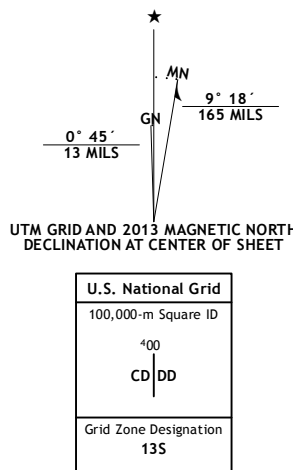 ★
MN
GN
9° 18´
165 MILS
0° 45´
13 MILS
UTM GRID AND 2013 MAGNETIC NORTH
DECLINATION AT CENTER OF SHEET
U.S. National Grid
100,000-m Square ID
⁴00
CD DD
Grid Zone Designation
13S